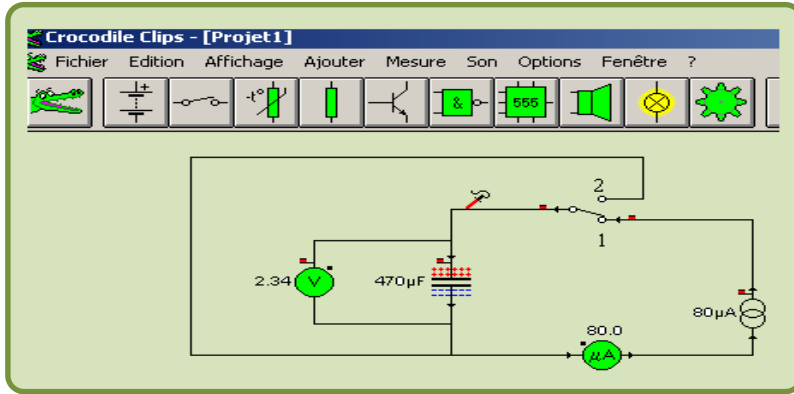 Crocodile Clips - [Projet1]
Fichier Edition Affichage Ajouter Mesure Son Options Fenêtre ?
-t° & 555
2
1
2.34 V 470µF
80µA
80.0
µA